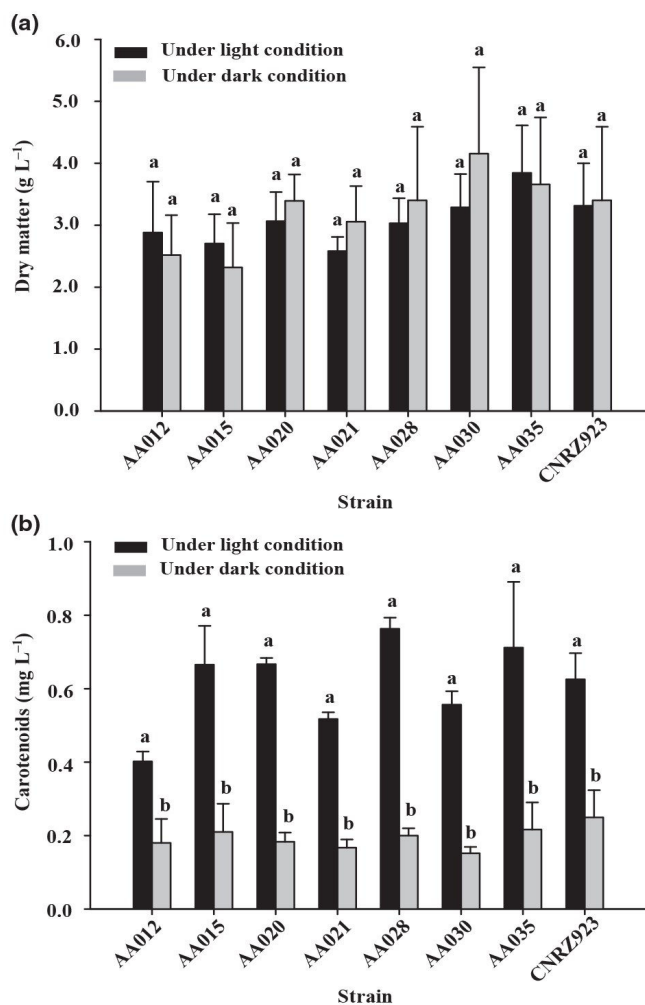 (a)
6.0
5.0
4.0
3.0
2.0
1.0
0.0
Dry matter (g L⁻¹)
Under light condition
Under dark condition
a a a a a a a a a a a a a a a a
AA012 AA015 AA020 AA021 AA028 AA030 AA035 CNRZ923
Strain
(b)
1.0
0.8
0.6
0.4
0.2
0.0
Carotenoids (mg L⁻¹)
Under light condition
Under dark condition
a b a b a b a b a b a b a b a b
AA012 AA015 AA020 AA021 AA028 AA030 AA035 CNRZ923
Strain